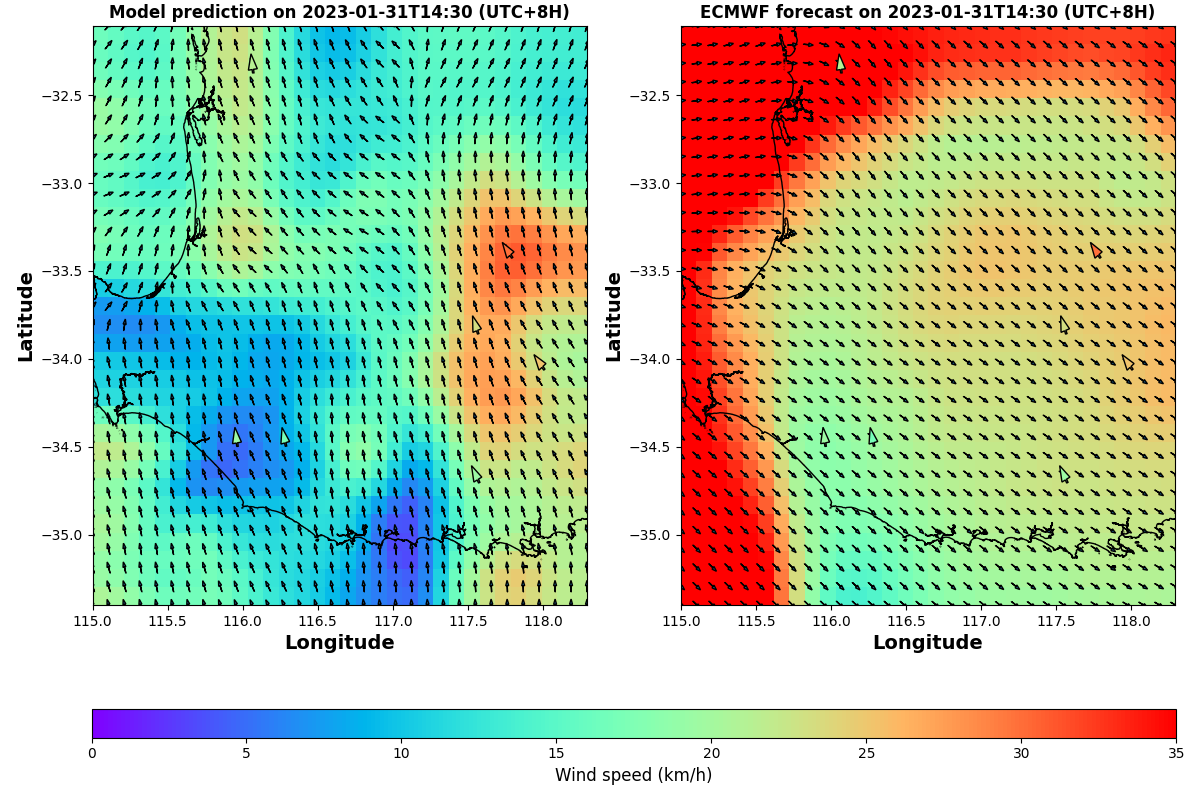 Model prediction on 2023-01-31T14:30 (UTC+8H)
ECMWF forecast on 2023-01-31T14:30 (UTC+8H)
Latitude
−32.5
−33.0
−33.5
−34.0
−34.5
−35.0
115.0 115.5 116.0 116.5 117.0 117.5 118.0
Longitude
Latitude
−32.5
−33.0
−33.5
−34.0
−34.5
−35.0
115.0 115.5 116.0 116.5 117.0 117.5 118.0
Longitude
0 5 10 15 20 25 30 35
Wind speed (km/h)